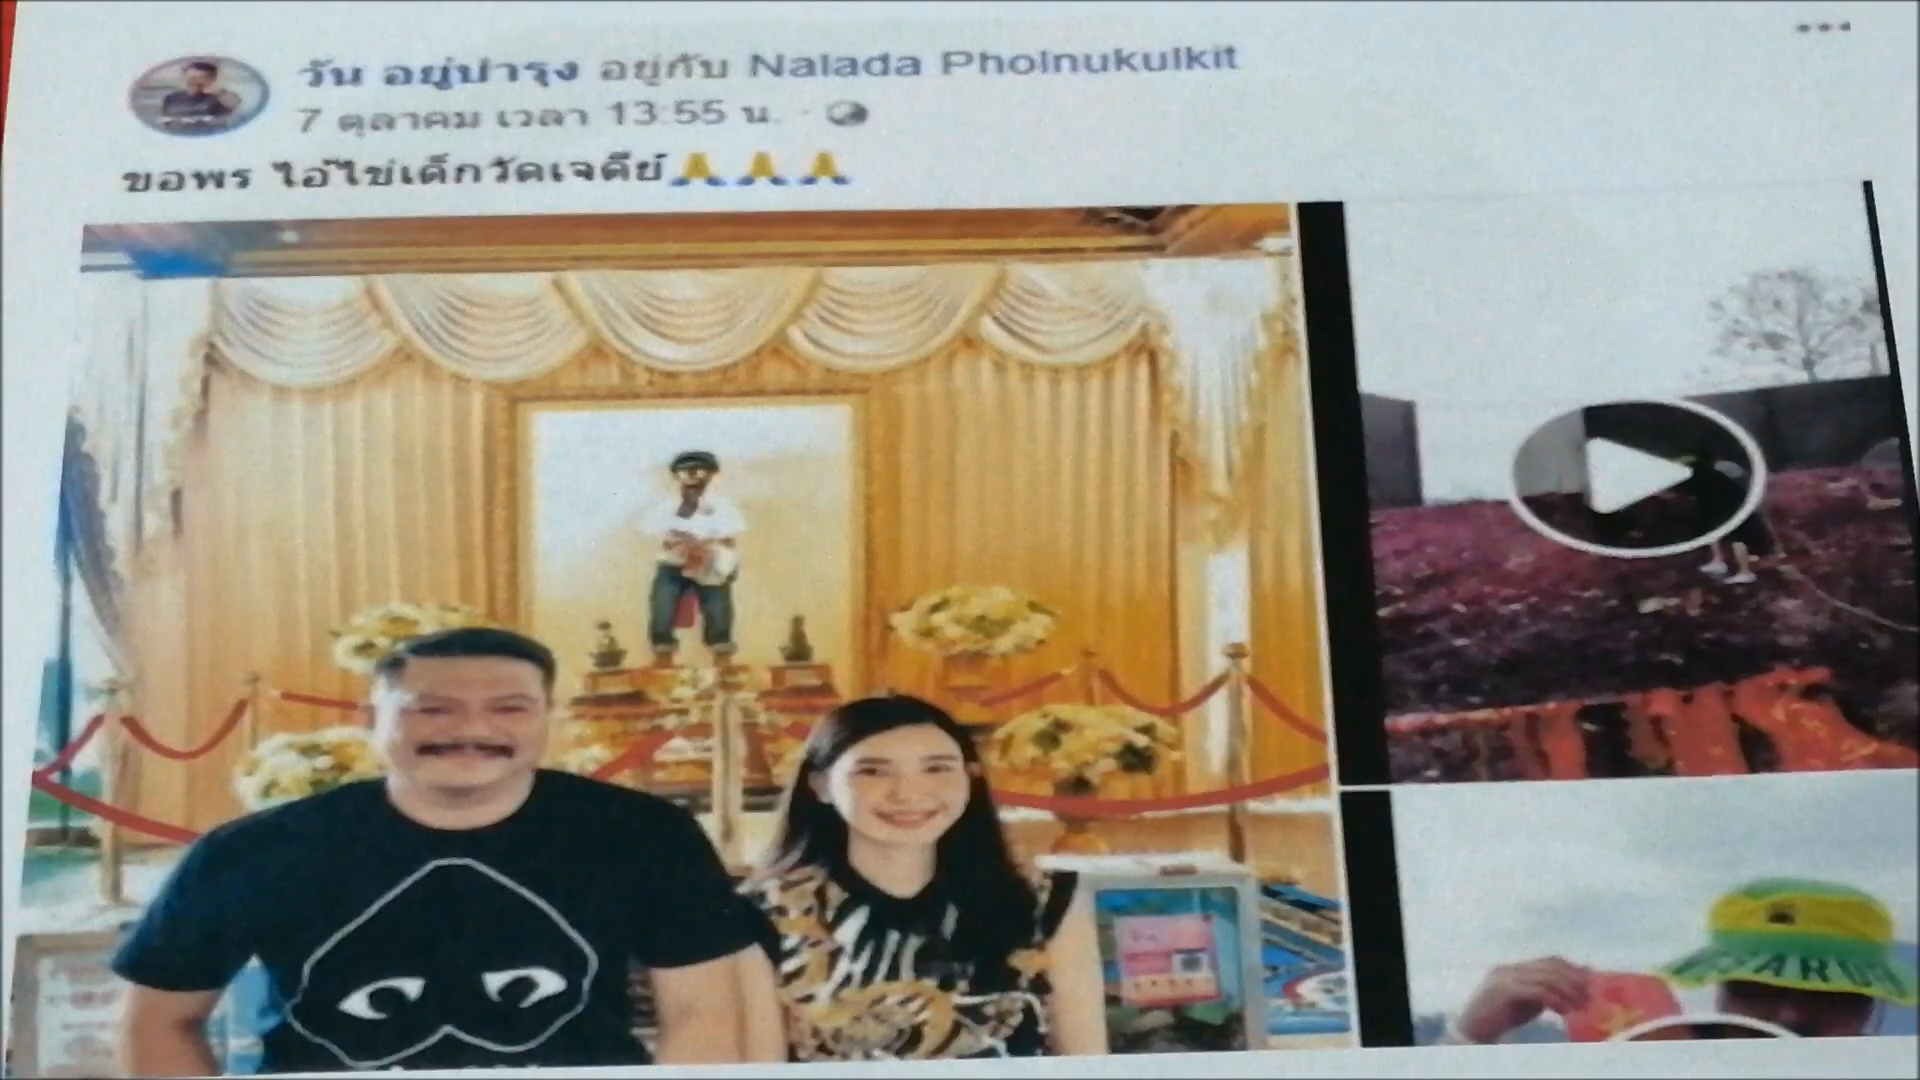 วัน อยู่บำรุง อยู่กับ Nalada Pholnukulkit
7 ตุลาคม เวลา 13:55 น.
ขอพร ไอ้ไข่เด็กวัดเจดีย์🙏🙏🙏